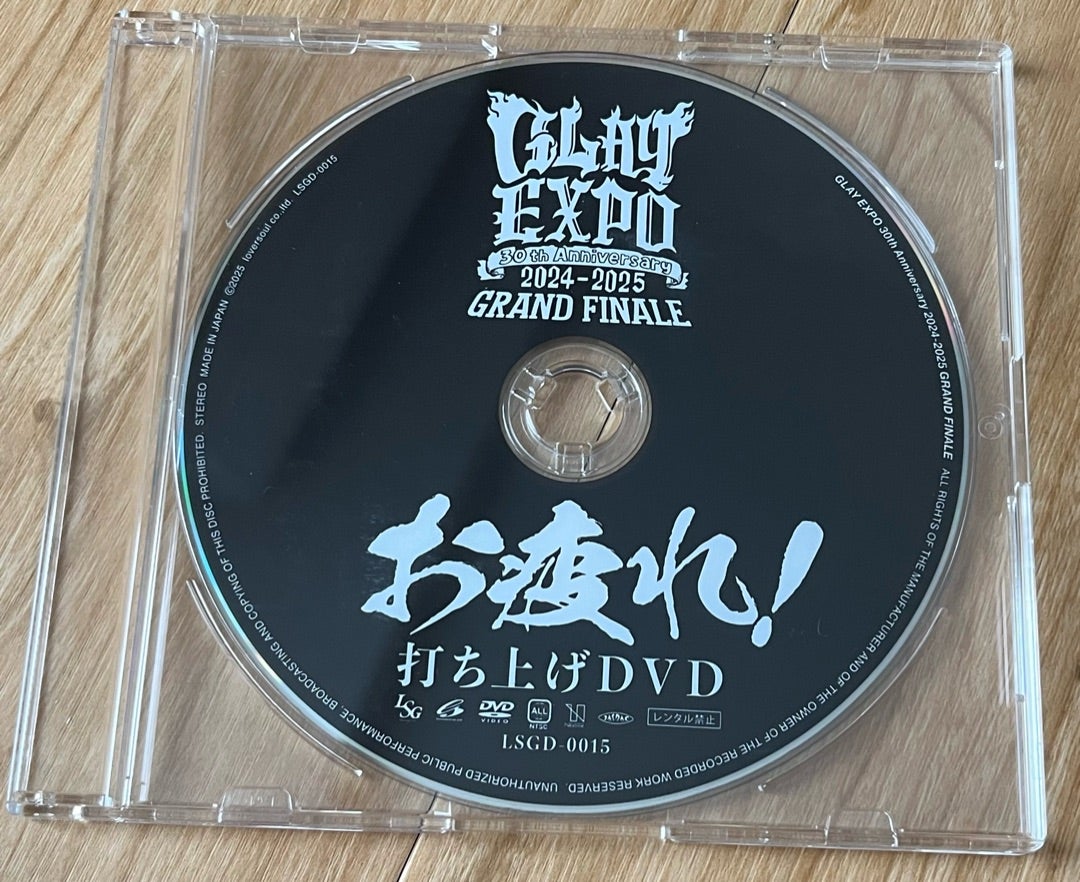 GLAY
EXPO
30th Anniversary
2024-2025
GRAND FINALE
お疲れ!
打ち上げDVD
LSG DVD VIDEO ALL NTSC JASRAC レンタル禁止
LSGD-0015
GLAY EXPO 30th Anniversary 2024-2025 GRAND FINALE ALL RIGHTS OF THE MANUFACTURER AND OF THE OWNER OF THE RECORDED WORK RESERVED. UNAUTHORIZED PUBLIC PERFORMANCE, BROADCASTING AND COPYING OF THIS DISC PROHIBITED. STEREO MADE IN JAPAN ©2025 loversoul co.,ltd. LSGD-0015